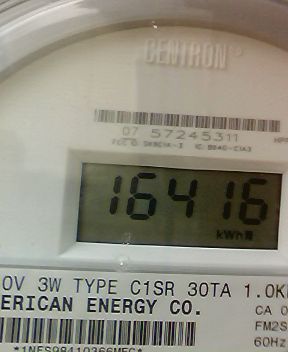 CENTRON
07 57245311
16416
kWh
0V 3W TYPE C1SR 30TA 1.0K
ERICAN ENERGY CO.
CA 0
FM2S
60Hz